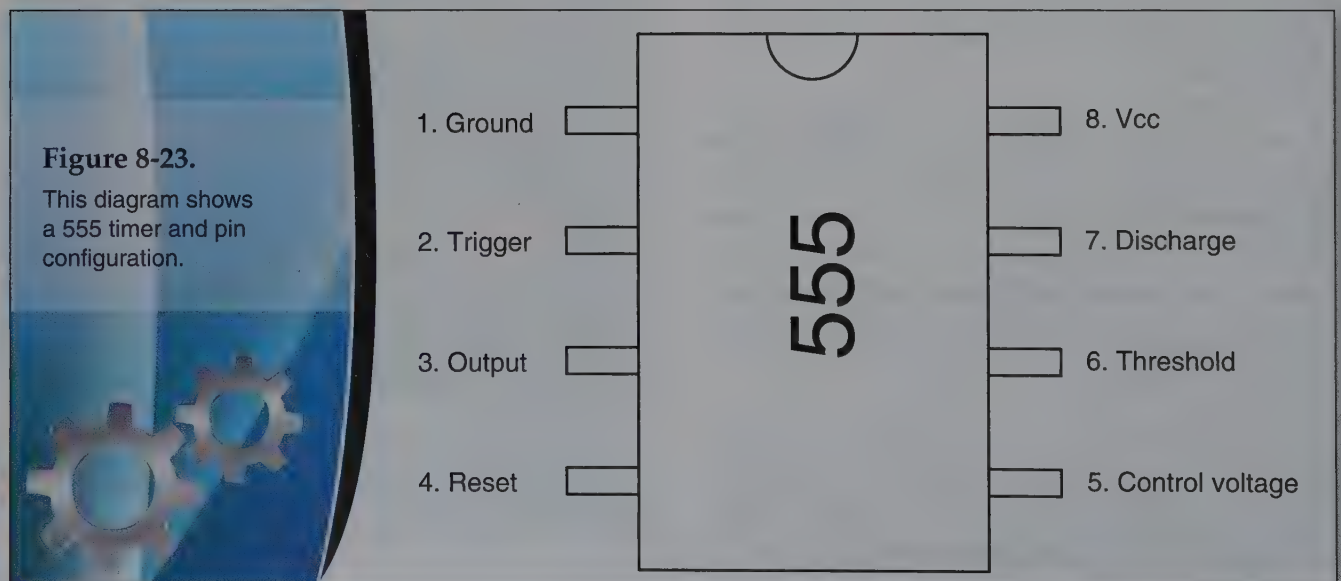 Figure 8-23.
This diagram shows
a 555 timer and pin
configuration.
1. Ground
2. Trigger
3. Output
4. Reset
555
8. Vcc
7. Discharge
6. Threshold
5. Control voltage